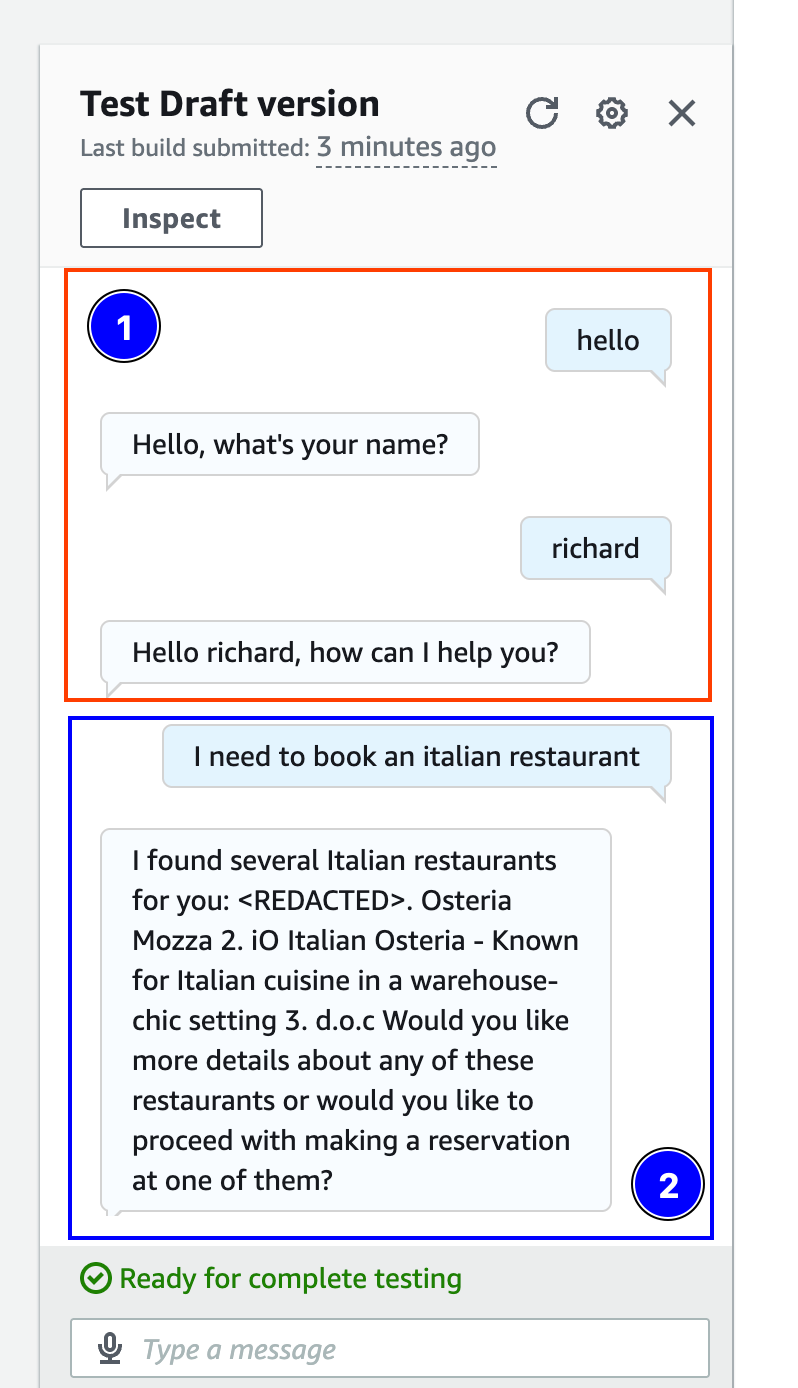 Test Draft version
Last build submitted: 3 minutes ago
Inspect
1
hello
Hello, what's your name?
richard
Hello richard, how can I help you?
I need to book an italian restaurant
I found several Italian restaurants
for you: <REDACTED>. Osteria
Mozza 2. iO Italian Osteria - Known
for Italian cuisine in a warehouse-
chic setting 3. d.o.c Would you like
more details about any of these
restaurants or would you like to
proceed with making a reservation
at one of them?
2
Ready for complete testing
Type a message